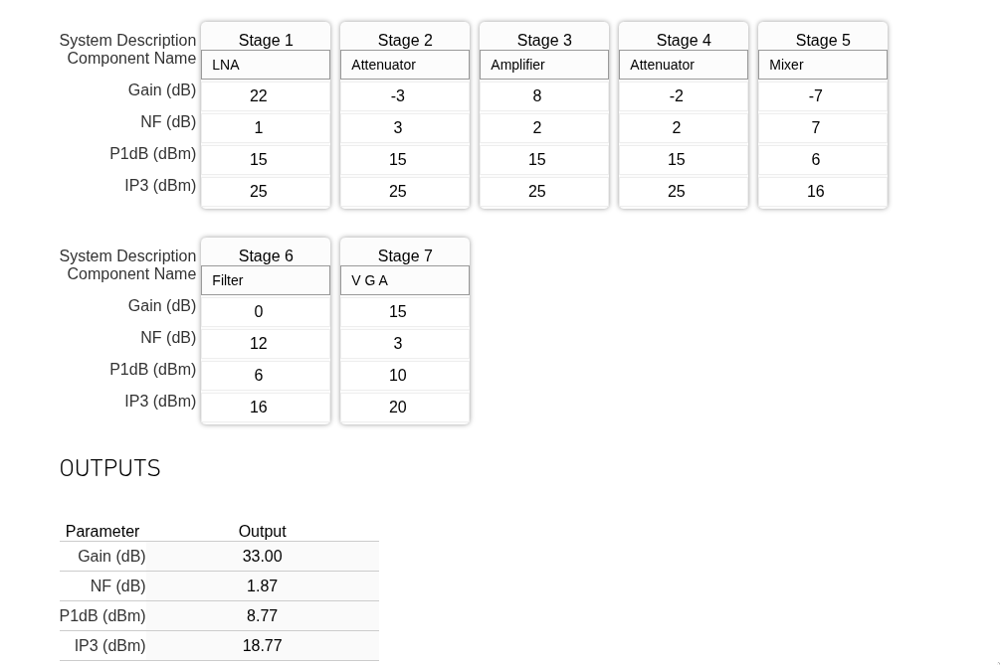 System Description Stage 1 Stage 2 Stage 3 Stage 4 Stage 5
Component Name LNA Attenuator Amplifier Attenuator Mixer
Gain (dB) 22 -3 8 -2 -7
NF (dB) 1 3 2 2 7
P1dB (dBm) 15 15 15 15 6
IP3 (dBm) 25 25 25 25 16
System Description Stage 6 Stage 7
Component Name Filter V G A
Gain (dB) 0 15
NF (dB) 12 3
P1dB (dBm) 6 10
IP3 (dBm) 16 20
OUTPUTS
Parameter Output
Gain (dB) 33.00
NF (dB) 1.87
P1dB (dBm) 8.77
IP3 (dBm) 18.77